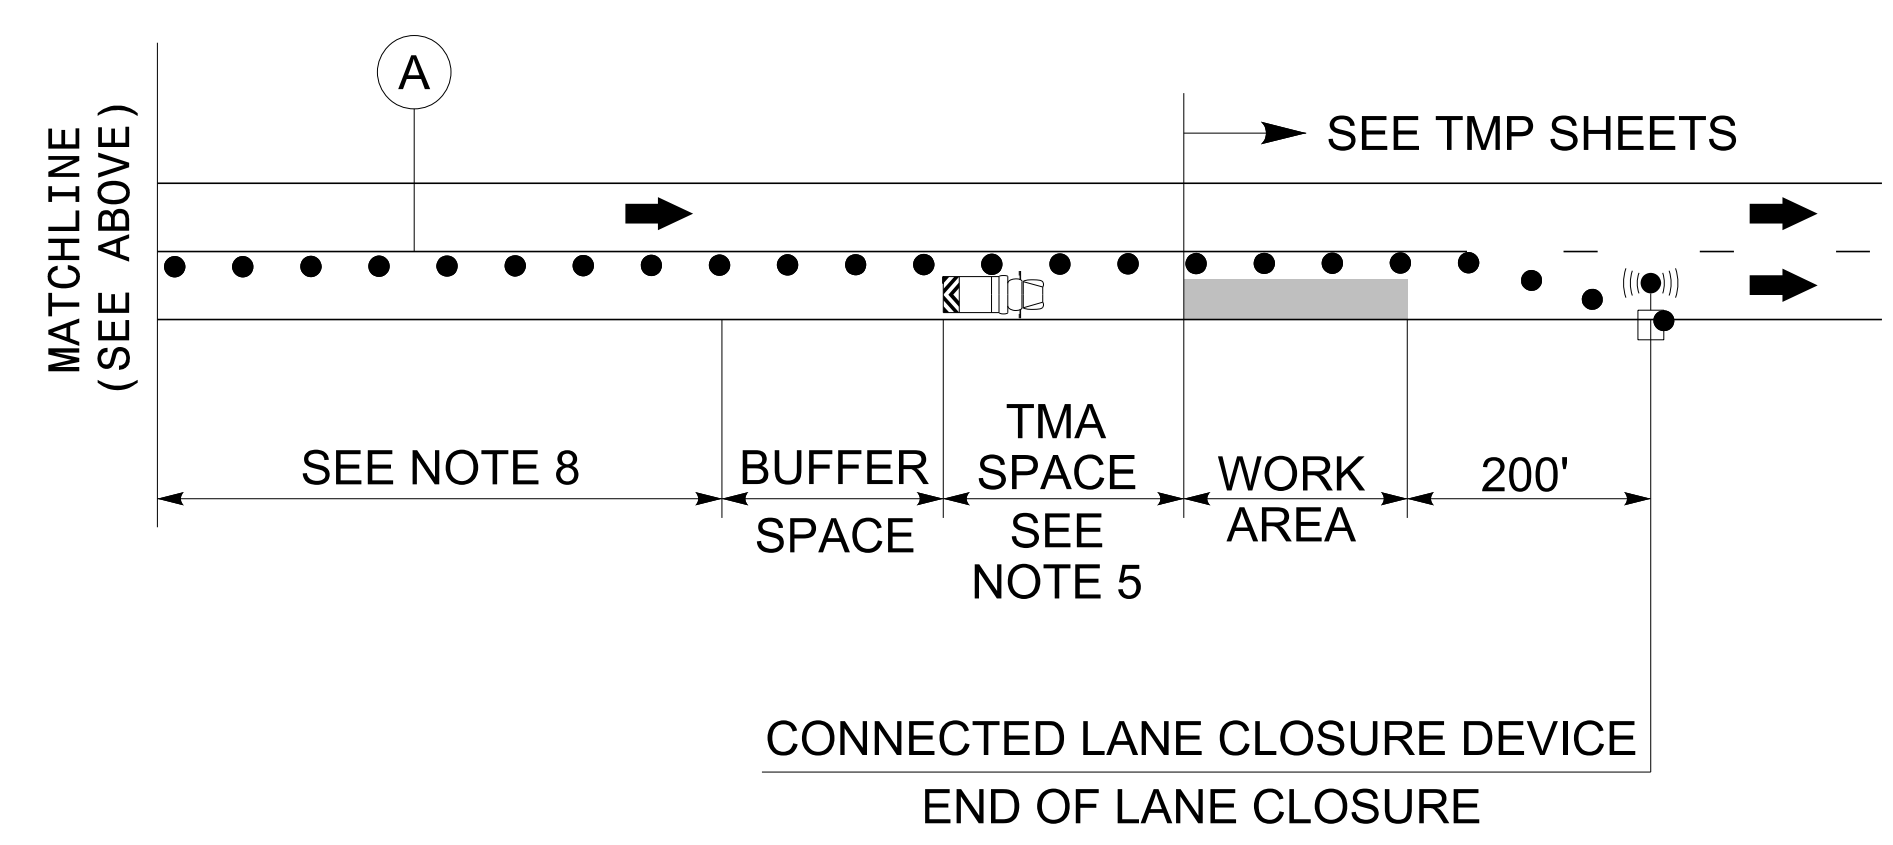 MATCHLINE
(SEE ABOVE)
A
SEE TMP SHEETS
SEE NOTE 8
BUFFER
SPACE
TMA
SPACE
SEE
NOTE 5
WORK
AREA
200'
CONNECTED LANE CLOSURE DEVICE
END OF LANE CLOSURE